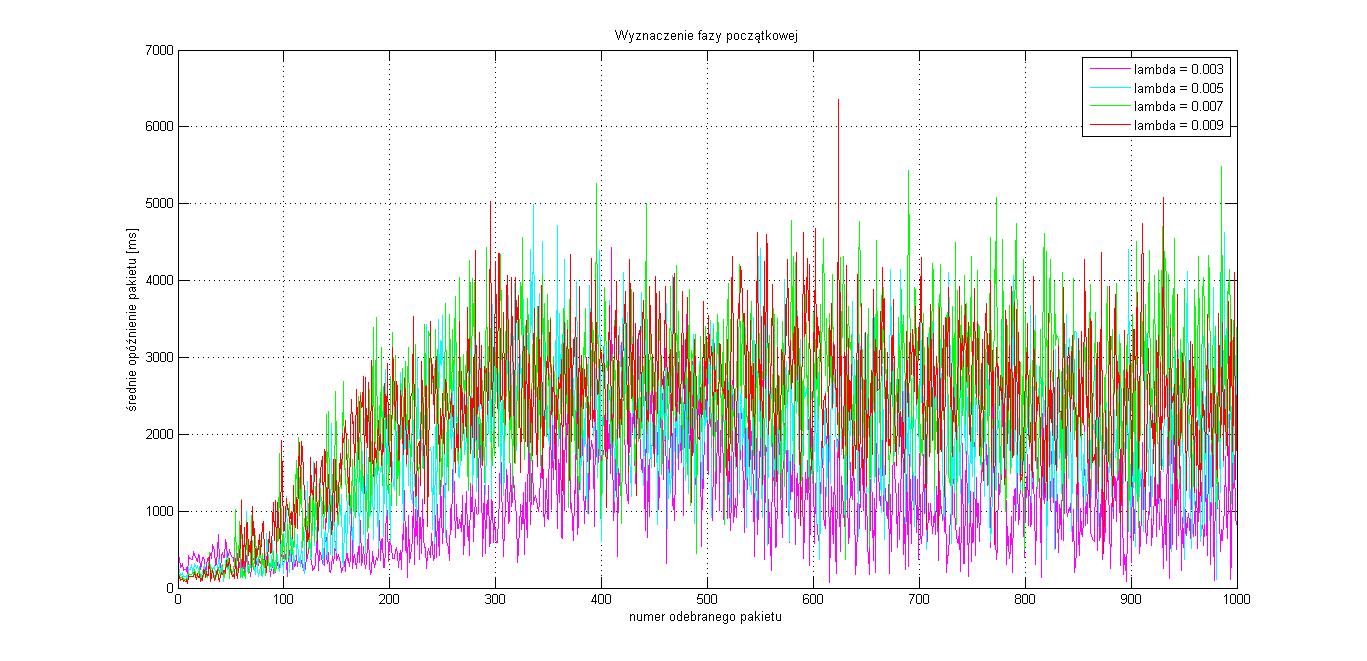 Wyznaczenie fazy początkowej
7000
6000
5000
4000
3000
2000
1000
0
średnie opóźnienie pakietu [ms]
lambda = 0.003
lambda = 0.005
lambda = 0.007
lambda = 0.009
0 100 200 300 400 500 600 700 800 900 1000
numer odebranego pakietu